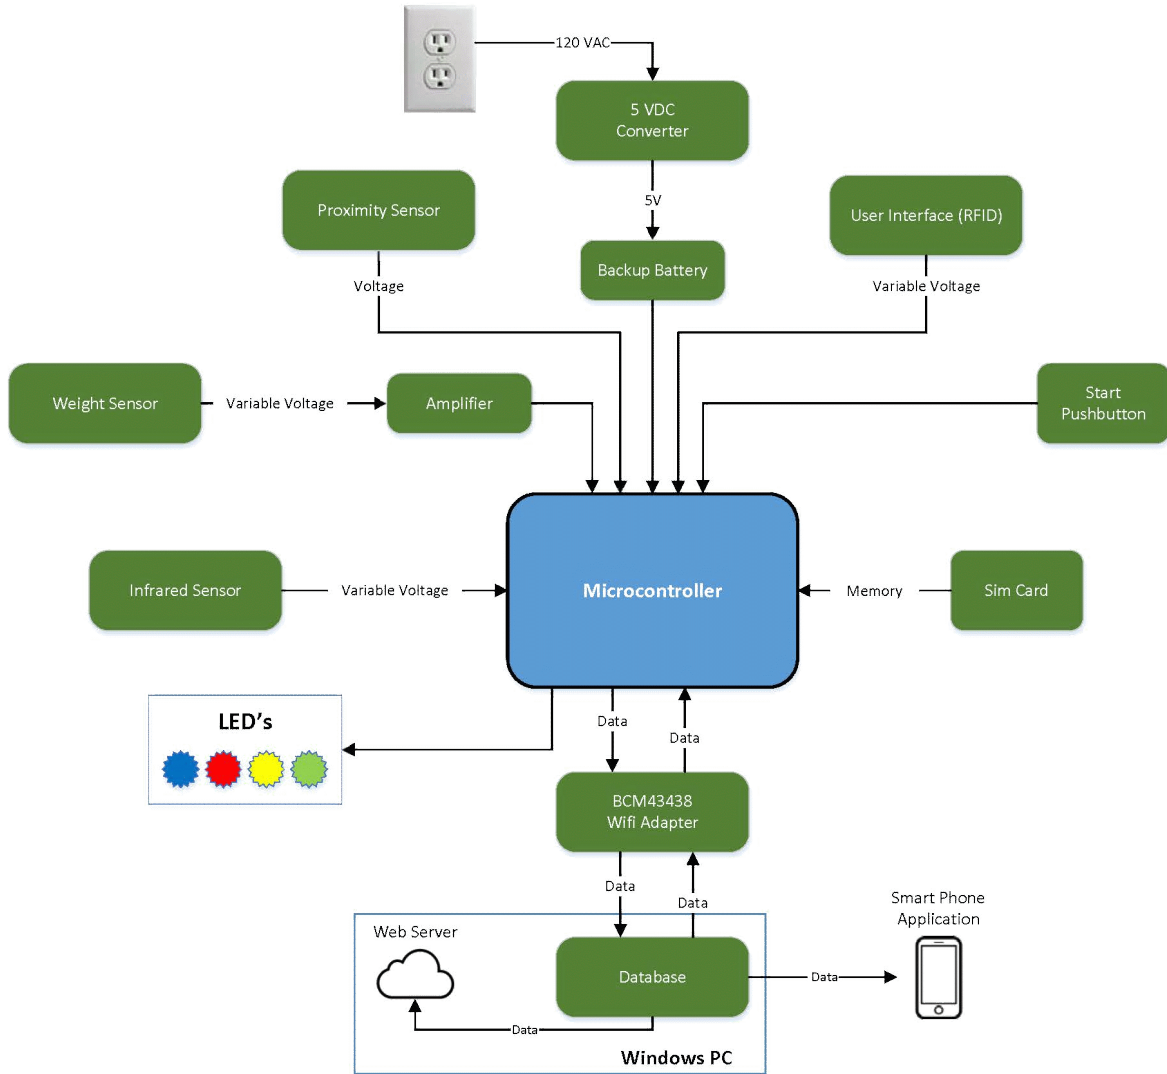 120 VAC
5 VDC
Converter
5V
Proximity Sensor
User Interface (RFID)
Backup Battery
Voltage
Variable Voltage
Weight Sensor
Variable Voltage
Amplifier
Start
Pushbutton
Infrared Sensor
Variable Voltage
Microcontroller
Memory
Sim Card
LED's
Data
Data
BCM43438
Wifi Adapter
Data
Data
Smart Phone
Application
Web Server
Database
Data
Data
Windows PC